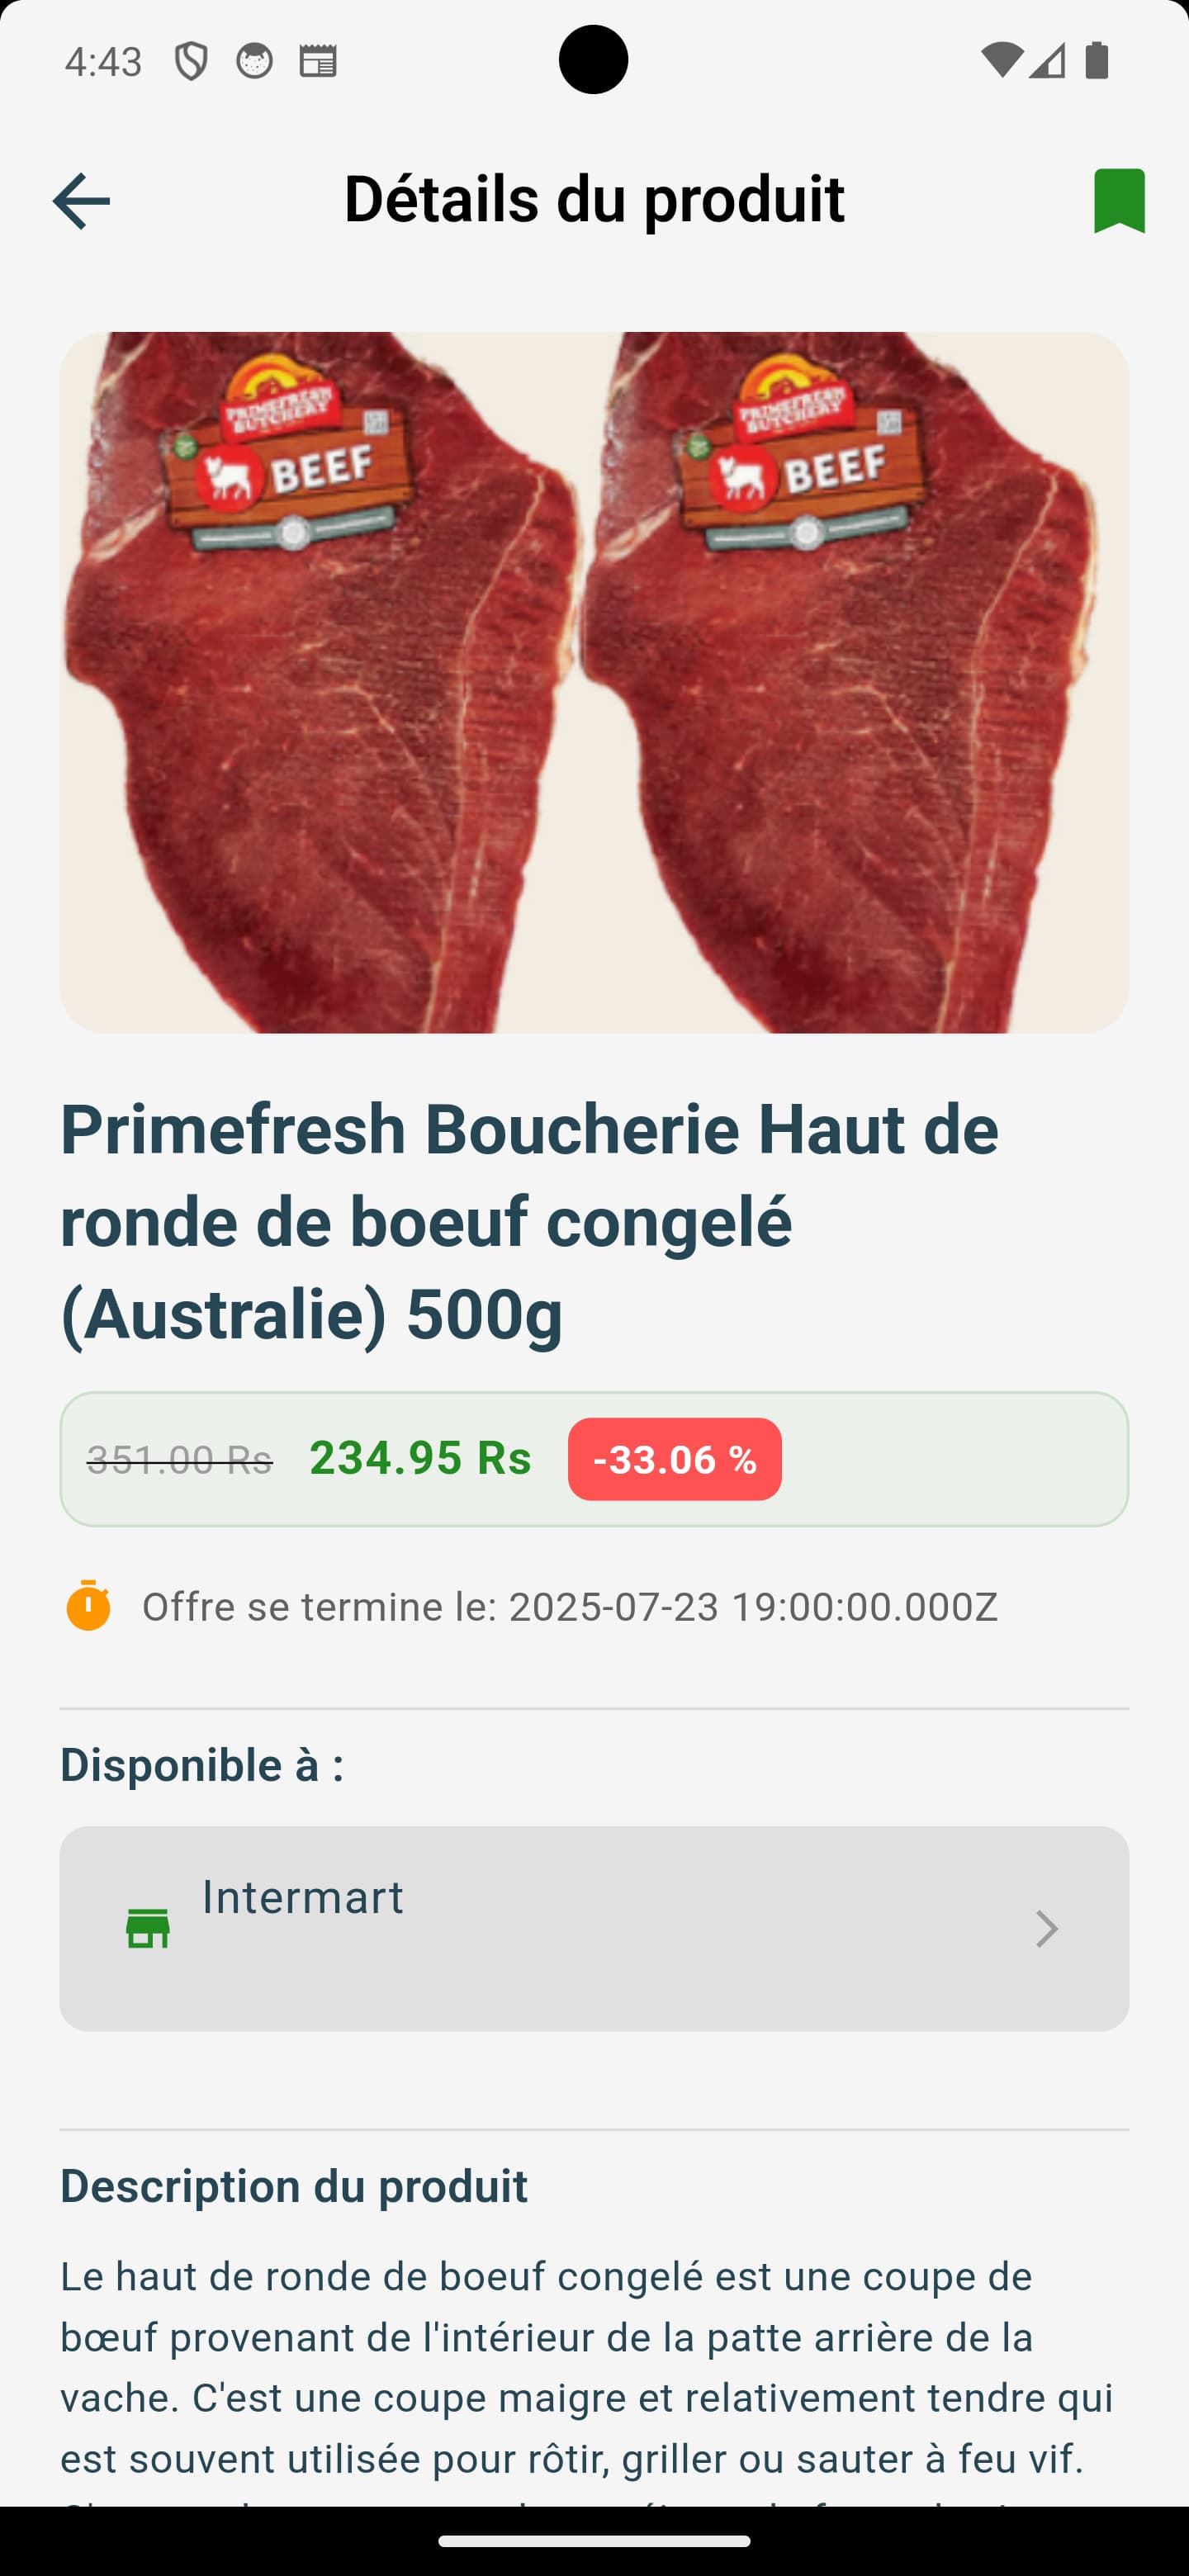 4:43
Détails du produit
PRIMEFRESH
BUTCHERY
BEEF
PRIMEFRESH
BUTCHERY
BEEF
Primefresh Boucherie Haut de
ronde de boeuf congelé
(Australie) 500g
351.00 Rs 234.95 Rs -33.06 %
Offre se termine le: 2025-07-23 19:00:00.000Z
Disponible à :
Intermart
Description du produit
Le haut de ronde de boeuf congelé est une coupe de
bœuf provenant de l'intérieur de la patte arrière de la
vache. C'est une coupe maigre et relativement tendre qui
est souvent utilisée pour rôtir, griller ou sauter à feu vif.